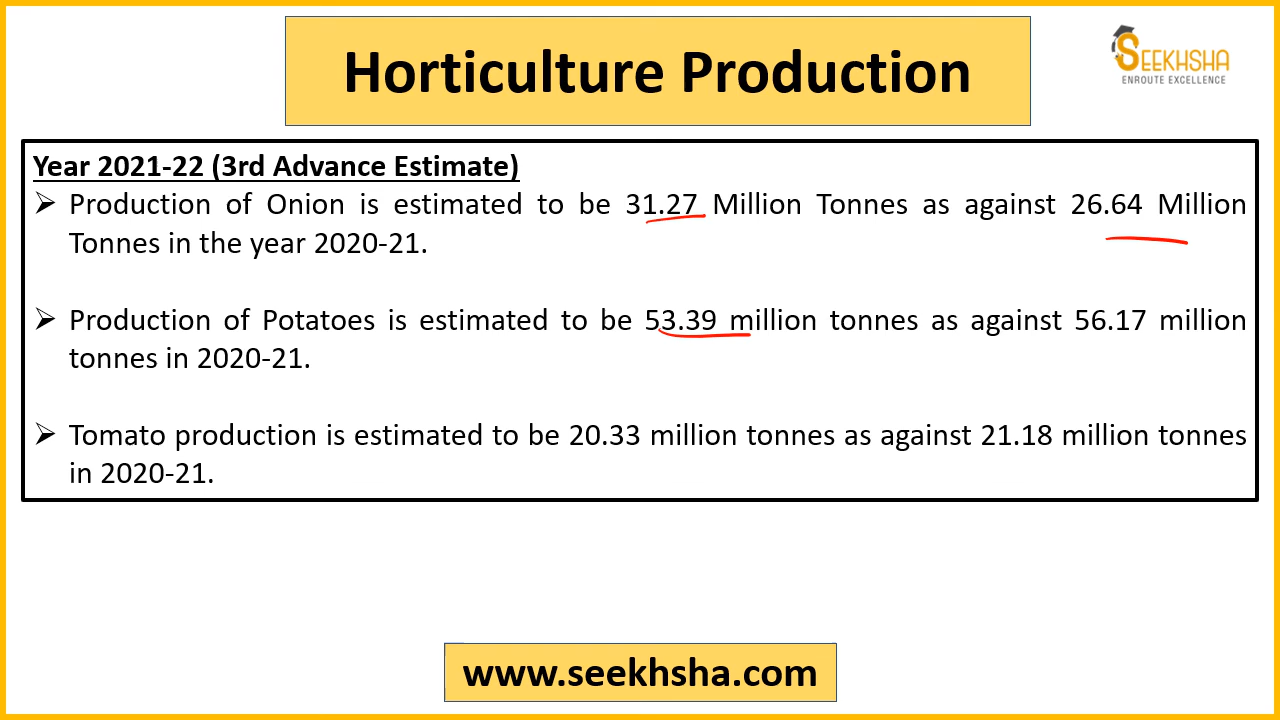 Horticulture Production
SEEKHSHA
ENROUTE EXCELLENCE
Year 2021-22 (3rd Advance Estimate)
➢ Production of Onion is estimated to be 31.27 Million Tonnes as against 26.64 Million
Tonnes in the year 2020-21.
➢ Production of Potatoes is estimated to be 53.39 million tonnes as against 56.17 million
tonnes in 2020-21.
➢ Tomato production is estimated to be 20.33 million tonnes as against 21.18 million tonnes
in 2020-21.
www.seekhsha.com